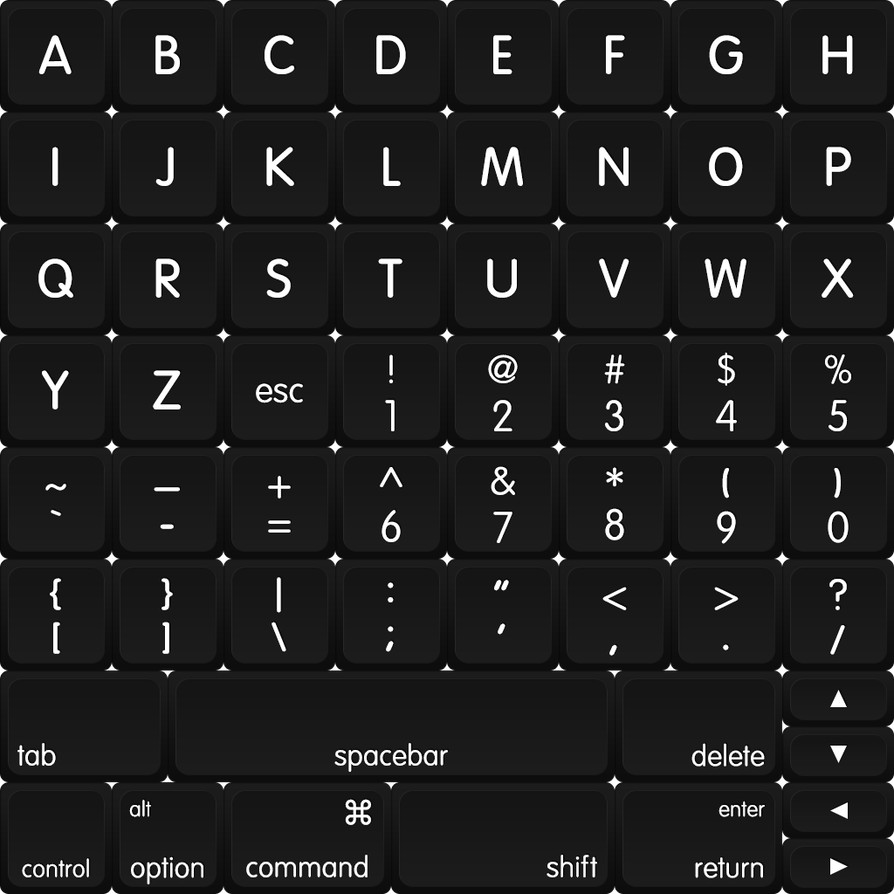 A B C D E F G H
I J K L M N O P
Q R S T U V W X
Y Z esc ! 1 @ 2 # 3 $ 4 % 5
~ ` — - + = ^ 6 & 7 * 8 ( 9 ) 0
{ [ } ] | \ : ; " ' < , > . ? /
▲
tab spacebar delete ▼
alt ⌘ enter ◀
control option command shift return ▶